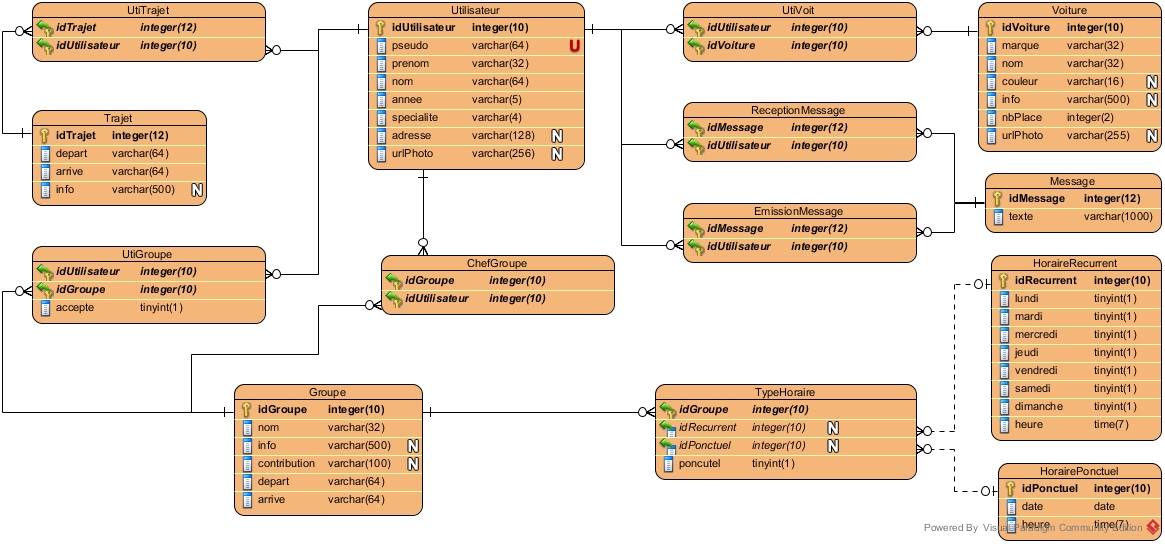 UtiTrajet
idTrajet integer(12)
idUtilisateur integer(10)
Utilisateur
idUtilisateur integer(10)
pseudo varchar(64) U
prenom varchar(32)
nom varchar(64)
annee varchar(5)
specialite varchar(4)
adresse varchar(128) N
urlPhoto varchar(256) N
UtiVoit
idUtilisateur integer(10)
idVoiture integer(10)
Voiture
idVoiture integer(10)
marque varchar(32)
nom varchar(32)
couleur varchar(16) N
info varchar(500) N
nbPlace integer(2)
urlPhoto varchar(255) N
Trajet
idTrajet integer(12)
depart varchar(64)
arrive varchar(64)
info varchar(500) N
ReceptionMessage
idMessage integer(12)
idUtilisateur integer(10)
Message
idMessage integer(12)
texte varchar(1000)
EmissionMessage
idMessage integer(12)
idUtilisateur integer(10)
UtiGroupe
idUtilisateur integer(10)
idGroupe integer(10)
accepte tinyint(1)
ChefGroupe
idGroupe integer(10)
idUtilisateur integer(10)
HoraireRecurrent
idRecurrent integer(10)
lundi tinyint(1)
mardi tinyint(1)
mercredi tinyint(1)
jeudi tinyint(1)
vendredi tinyint(1)
samedi tinyint(1)
dimanche tinyint(1)
heure time(7)
Groupe
idGroupe integer(10)
nom varchar(32)
info varchar(500) N
contribution varchar(100) N
depart varchar(64)
arrive varchar(64)
TypeHoraire
idGroupe integer(10)
idRecurrent integer(10) N
idPonctuel integer(10) N
poncutel tinyint(1)
HorairePonctuel
idPonctuel integer(10)
date date
heure time(7)
Powered By Visual Paradigm Community Edition